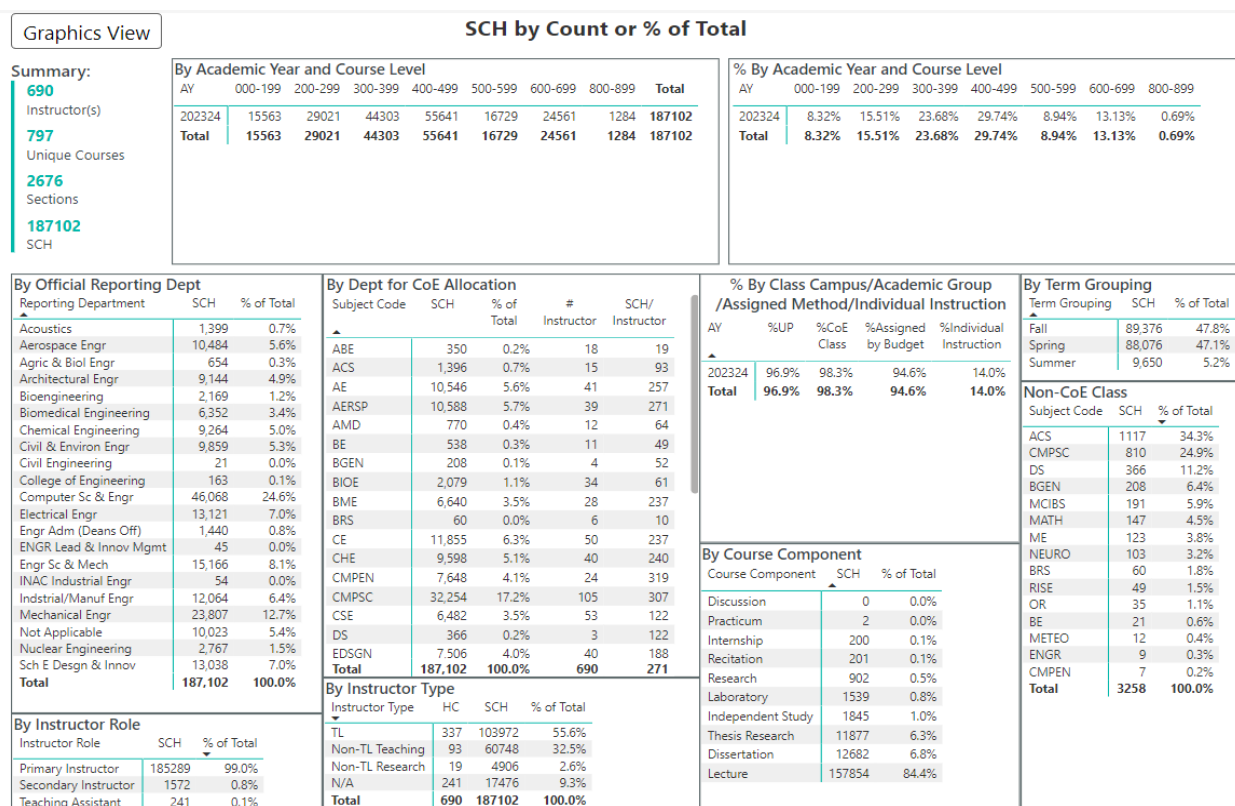 Graphics View
SCH by Count or % of Total
Summary:
690
Instructor(s)
797
Unique Courses
2676
Sections
187102
SCH
By Academic Year and Course Level
AY 000-199 200-299 300-399 400-499 500-599 600-699 800-899 Total
202324 15563 29021 44303 55641 16729 24561 1284 187102
Total 15563 29021 44303 55641 16729 24561 1284 187102
% By Academic Year and Course Level
AY 000-199 200-299 300-399 400-499 500-599 600-699 800-899
202324 8.32% 15.51% 23.68% 29.74% 8.94% 13.13% 0.69%
Total 8.32% 15.51% 23.68% 29.74% 8.94% 13.13% 0.69%
By Official Reporting Dept
Reporting Department SCH % of Total
Acoustics 1,399 0.7%
Aerospace Engr 10,484 5.6%
Agric & Biol Engr 654 0.3%
Architectural Engr 9,144 4.9%
Bioengineering 2,169 1.2%
Biomedical Engineering 6,352 3.4%
Chemical Engineering 9,264 5.0%
Civil & Environ Engr 9,859 5.3%
Civil Engineering 21 0.0%
College of Engineering 163 0.1%
Computer Sc & Engr 46,068 24.6%
Electrical Engr 13,121 7.0%
Engr Adm (Deans Off) 1,440 0.8%
ENGR Lead & Innov Mgmt 45 0.0%
Engr Sc & Mech 15,166 8.1%
INAC Industrial Engr 54 0.0%
Indstrial/Manuf Engr 12,064 6.4%
Mechanical Engr 23,807 12.7%
Not Applicable 10,023 5.4%
Nuclear Engineering 2,767 1.5%
Sch E Desgn & Innov 13,038 7.0%
Total 187,102 100.0%
By Instructor Role
Instructor Role SCH % of Total
Primary Instructor 185289 99.0%
Secondary Instructor 1572 0.8%
Teaching Assistant 241 0.1%
By Dept for CoE Allocation
Subject Code SCH % of # SCH/
Total Instructor Instructor
ABE 350 0.2% 18 19
ACS 1,396 0.7% 15 93
AE 10,546 5.6% 41 257
AERSP 10,588 5.7% 39 271
AMD 770 0.4% 12 64
BE 538 0.3% 11 49
BGEN 208 0.1% 4 52
BIOE 2,079 1.1% 34 61
BME 6,640 3.5% 28 237
BRS 60 0.0% 6 10
CE 11,855 6.3% 50 237
CHE 9,598 5.1% 40 240
CMPEN 7,648 4.1% 24 319
CMPSC 32,254 17.2% 105 307
CSE 6,482 3.5% 53 122
DS 366 0.2% 3 122
EDSGN 7,506 4.0% 40 188
Total 187,102 100.0% 690 271
By Instructor Type
Instructor Type HC SCH % of Total
TL 337 103972 55.6%
Non-TL Teaching 93 60748 32.5%
Non-TL Research 19 4906 2.6%
N/A 241 17476 9.3%
Total 690 187102 100.0%
% By Class Campus/Academic Group
/Assigned Method/Individual Instruction
AY %UP %CoE %Assigned %Individual
Class by Budget Instruction
202324 96.9% 98.3% 94.6% 14.0%
Total 96.9% 98.3% 94.6% 14.0%
By Course Component
Course Component SCH % of Total
Discussion 0 0.0%
Practicum 2 0.0%
Internship 200 0.1%
Recitation 201 0.1%
Research 902 0.5%
Laboratory 1539 0.8%
Independent Study 1845 1.0%
Thesis Research 11877 6.3%
Dissertation 12682 6.8%
Lecture 157854 84.4%
By Term Grouping
Term Grouping SCH % of Total
Fall 89,376 47.8%
Spring 88,076 47.1%
Summer 9,650 5.2%
Non-CoE Class
Subject Code SCH % of Total
ACS 1117 34.3%
CMPSC 810 24.9%
DS 366 11.2%
BGEN 208 6.4%
MCIBS 191 5.9%
MATH 147 4.5%
ME 123 3.8%
NEURO 103 3.2%
BRS 60 1.8%
RISE 49 1.5%
OR 35 1.1%
BE 21 0.6%
METEO 12 0.4%
ENGR 9 0.3%
CMPEN 7 0.2%
Total 3258 100.0%